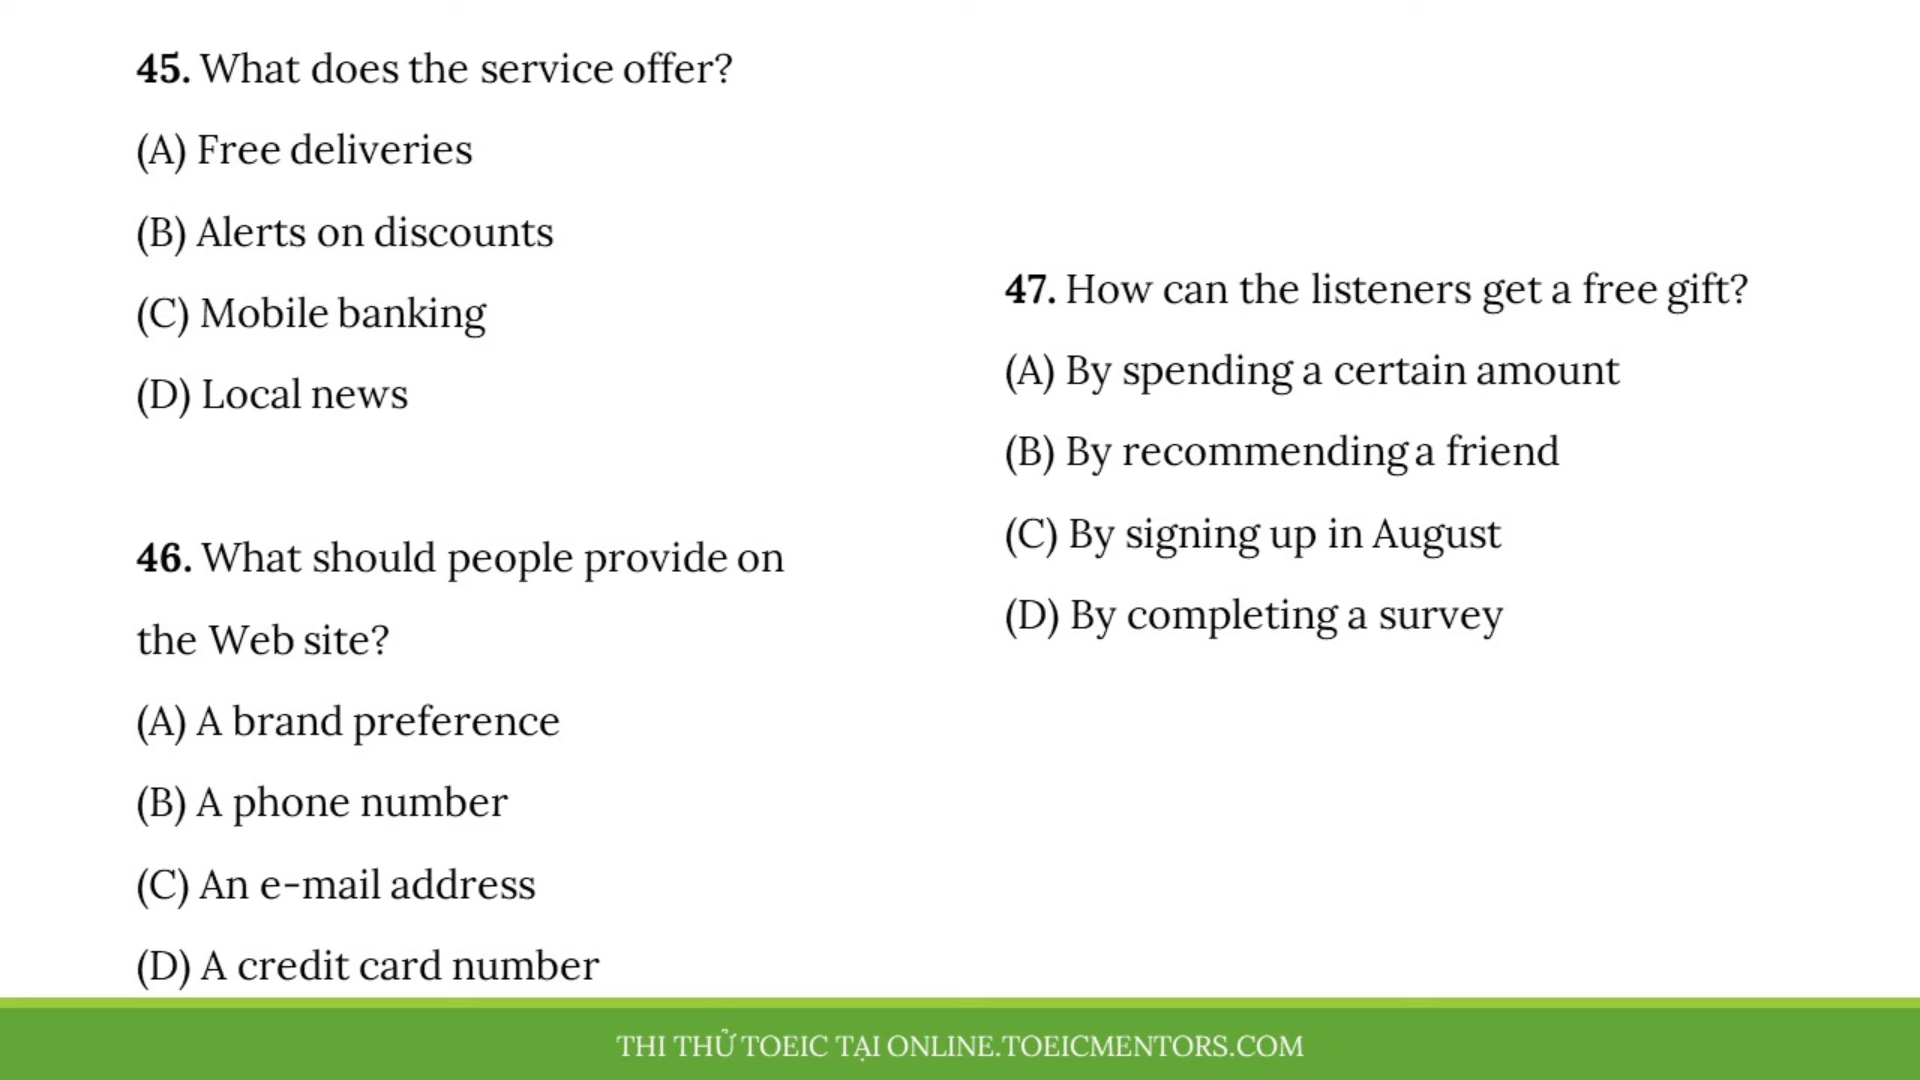 45. What does the service offer?
(A) Free deliveries
(B) Alerts on discounts
(C) Mobile banking
(D) Local news
46. What should people provide on
the Web site?
(A) A brand preference
(B) A phone number
(C) An e-mail address
(D) A credit card number
47. How can the listeners get a free gift?
(A) By spending a certain amount
(B) By recommending a friend
(C) By signing up in August
(D) By completing a survey
THI THỬ TOEIC TẠI ONLINE.TOEICMENTORS.COM